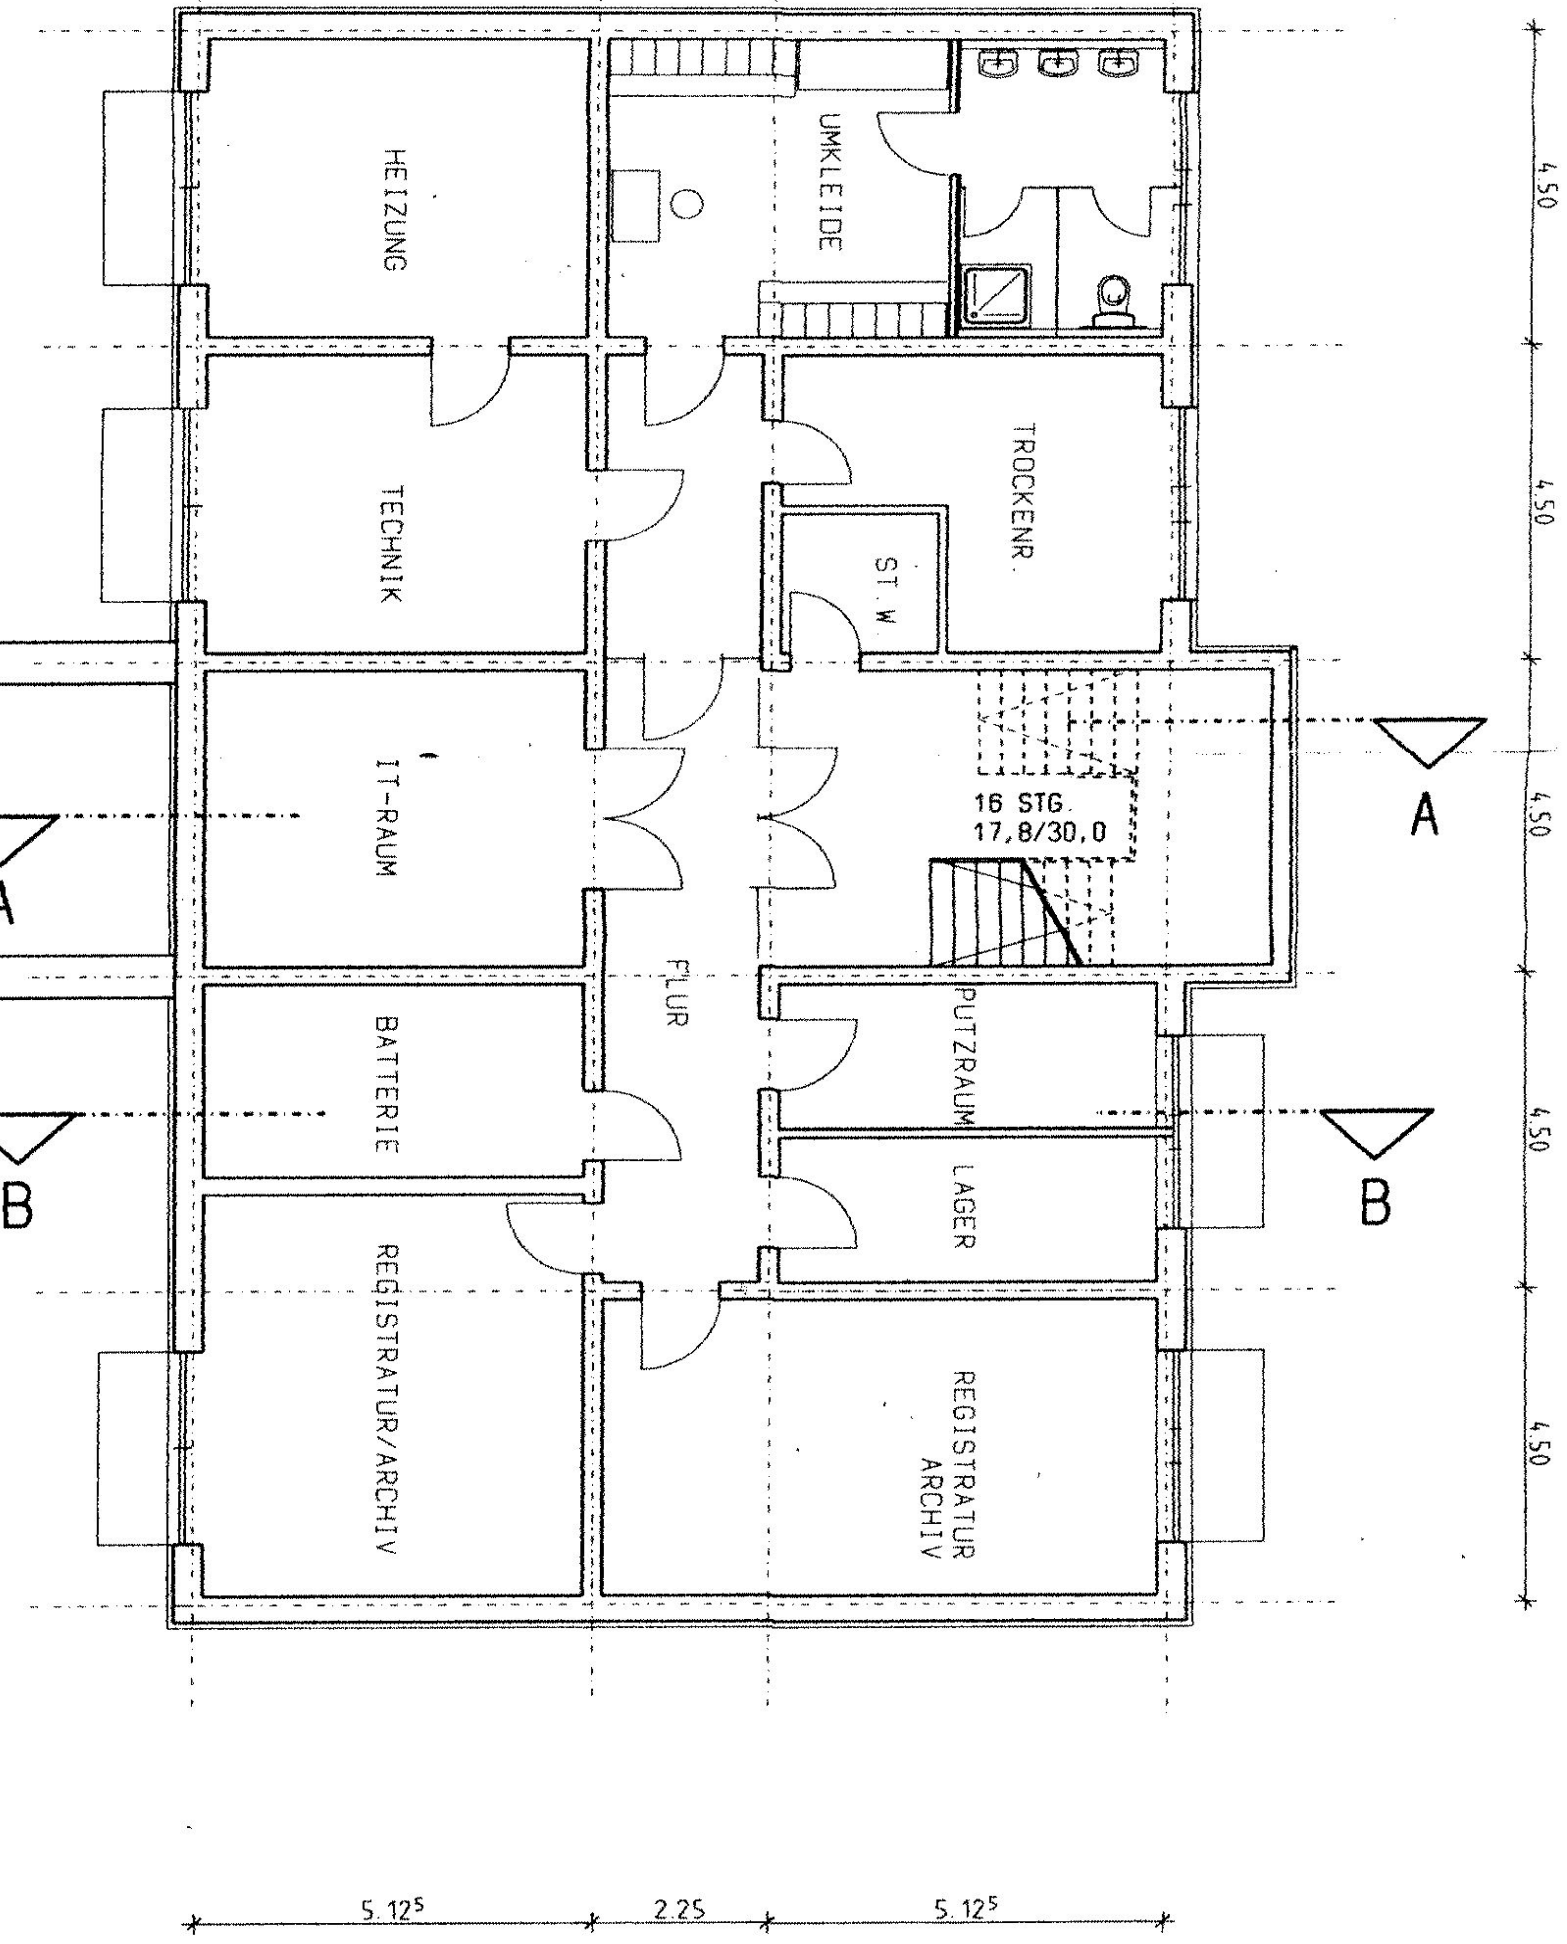 HEIZUNG
UMKLEIDE
4.50
TECHNIK
TROCKENR.
ST.W.
4.50
IT-RAUM
16 STG.
17,8/30,0
A
A
4.50
FLUR
BATTERIE
PUTZRAUM
LAGER
B
B
4.50
REGISTRATUR/ARCHIV
REGISTRATUR
ARCHIV
4.50
5.12⁵
2.25
5.12⁵